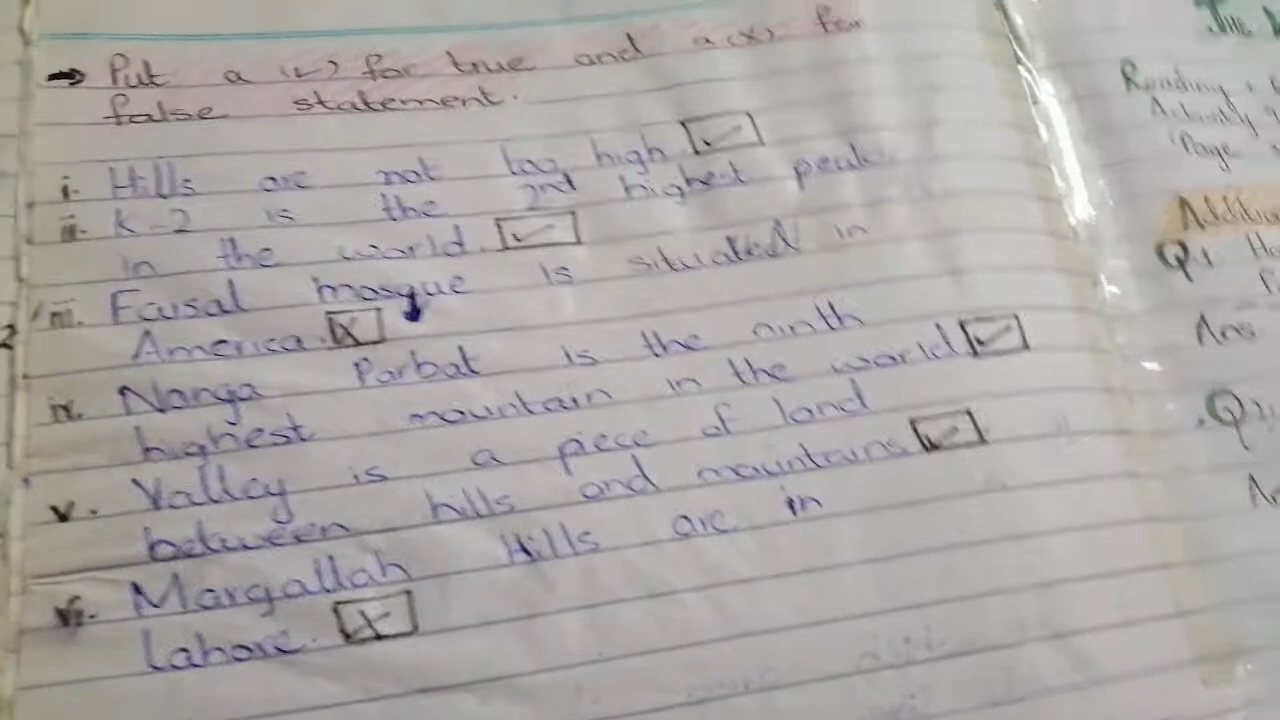 → Put a (✓) for true and a (x) for
false statement.
i. Hills are not too high ✓
ii. K-2 is the 2nd highest peak
in the world. ✓
iii. Faisal mosque is situated in
America. x
iv. Nanga Parbat is the ninth
highest mountain in the world ✓
v. Valley is a piece of land
between hills and mountains ✓
vi. Margallah Hills are in
Lahore. x
The
Reading
Activity
Page
Additio
Q1
Ans
Q2